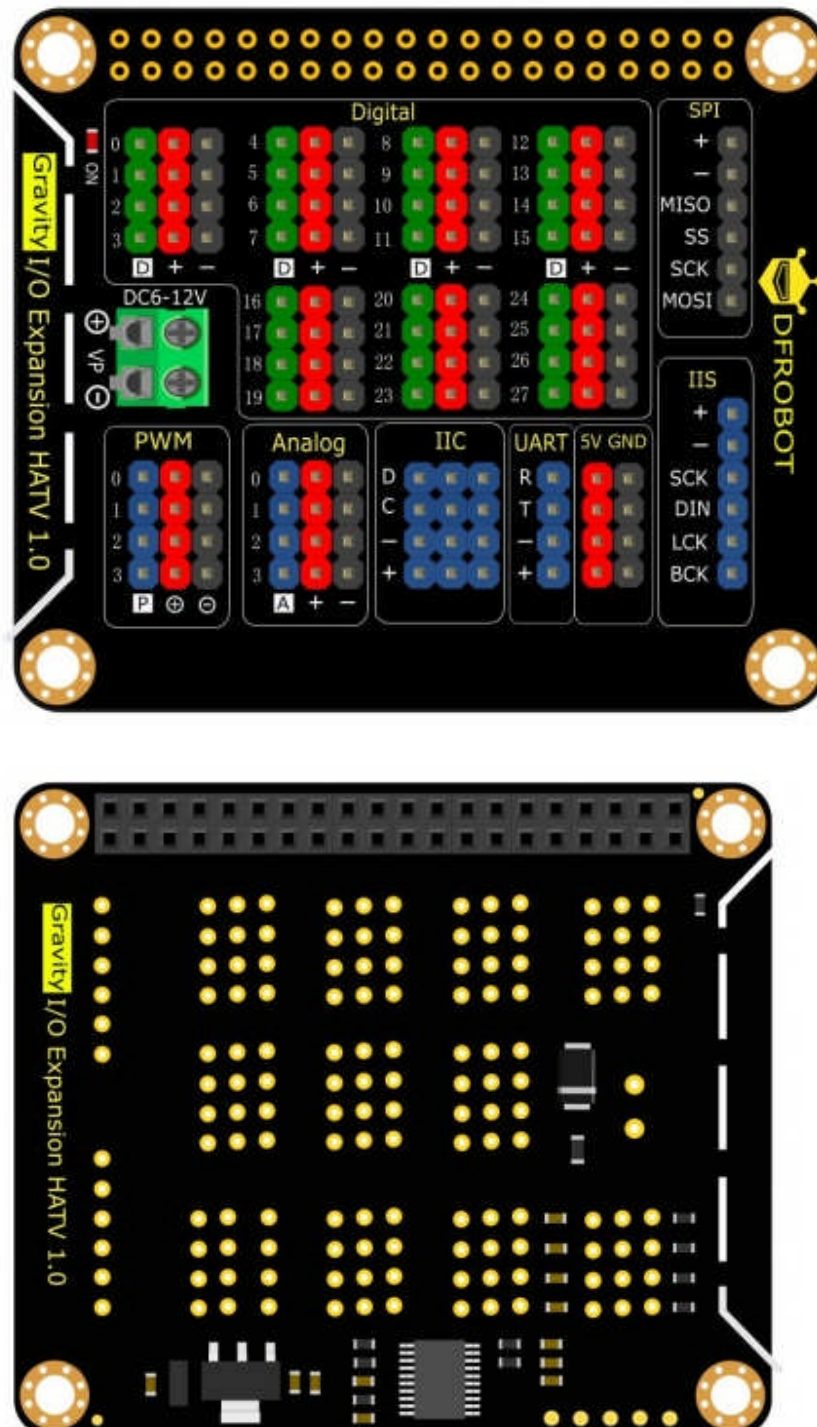 Digital
SPI
ON
0
1
2
3
4
5
6
7
8
9
10
11
12
13
14
15
D + −
D + −
D + −
D + −
+
−
MISO
SS
SCK
MOSI
DC6-12V
⊕
VP
⊖
16
17
18
19
20
21
22
23
24
25
26
27
Gravity I/O Expansion HATV 1.0
DFROBOT
PWM
0
1
2
3
P ⊕ ⊖
Analog
0
1
2
3
A + −
IIC
D
C
−
+
UART
R
T
−
+
5V GND
IIS
+
−
SCK
DIN
LCK
BCK
Gravity I/O Expansion HATV 1.0